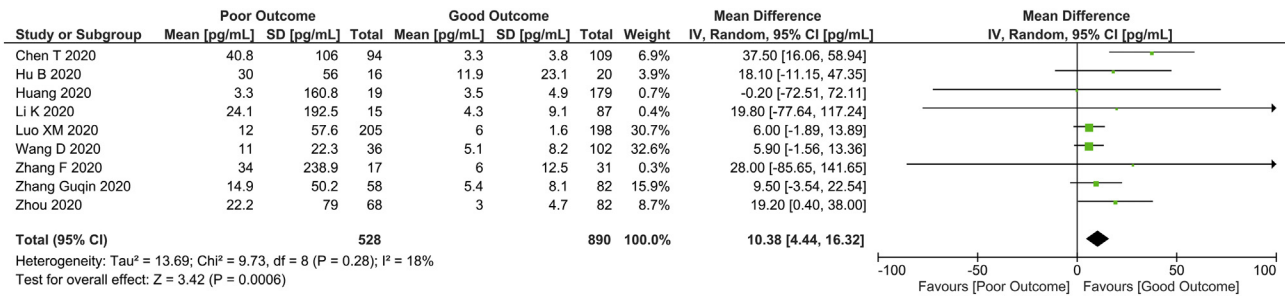 Poor Outcome Good Outcome Mean Difference Mean Difference
Study or Subgroup Mean [pg/mL] SD [pg/mL] Total Mean [pg/mL] SD [pg/mL] Total Weight IV, Random, 95% CI [pg/mL] IV, Random, 95% CI [pg/mL]
Chen T 2020 40.8 106 94 3.3 3.8 109 6.9% 37.50 [16.06, 58.94]
Hu B 2020 30 56 16 11.9 23.1 20 3.9% 18.10 [-11.15, 47.35]
Huang 2020 3.3 160.8 19 3.5 4.9 179 0.7% -0.20 [-72.51, 72.11]
Li K 2020 24.1 192.5 15 4.3 9.1 87 0.4% 19.80 [-77.64, 117.24]
Luo XM 2020 12 57.6 205 6 1.6 198 30.7% 6.00 [-1.89, 13.89]
Wang D 2020 11 22.3 36 5.1 8.2 102 32.6% 5.90 [-1.56, 13.36]
Zhang F 2020 34 238.9 17 6 12.5 31 0.3% 28.00 [-85.65, 141.65]
Zhang Guqin 2020 14.9 50.2 58 5.4 8.1 82 15.9% 9.50 [-3.54, 22.54]
Zhou 2020 22.2 79 68 3 4.7 82 8.7% 19.20 [0.40, 38.00]
Total (95% CI) 528 890 100.0% 10.38 [4.44, 16.32]
Heterogeneity: Tau² = 13.69; Chi² = 9.73, df = 8 (P = 0.28); I² = 18%
Test for overall effect: Z = 3.42 (P = 0.0006)
-100 -50 0 50 100
Favours [Poor Outcome] Favours [Good Outcome]